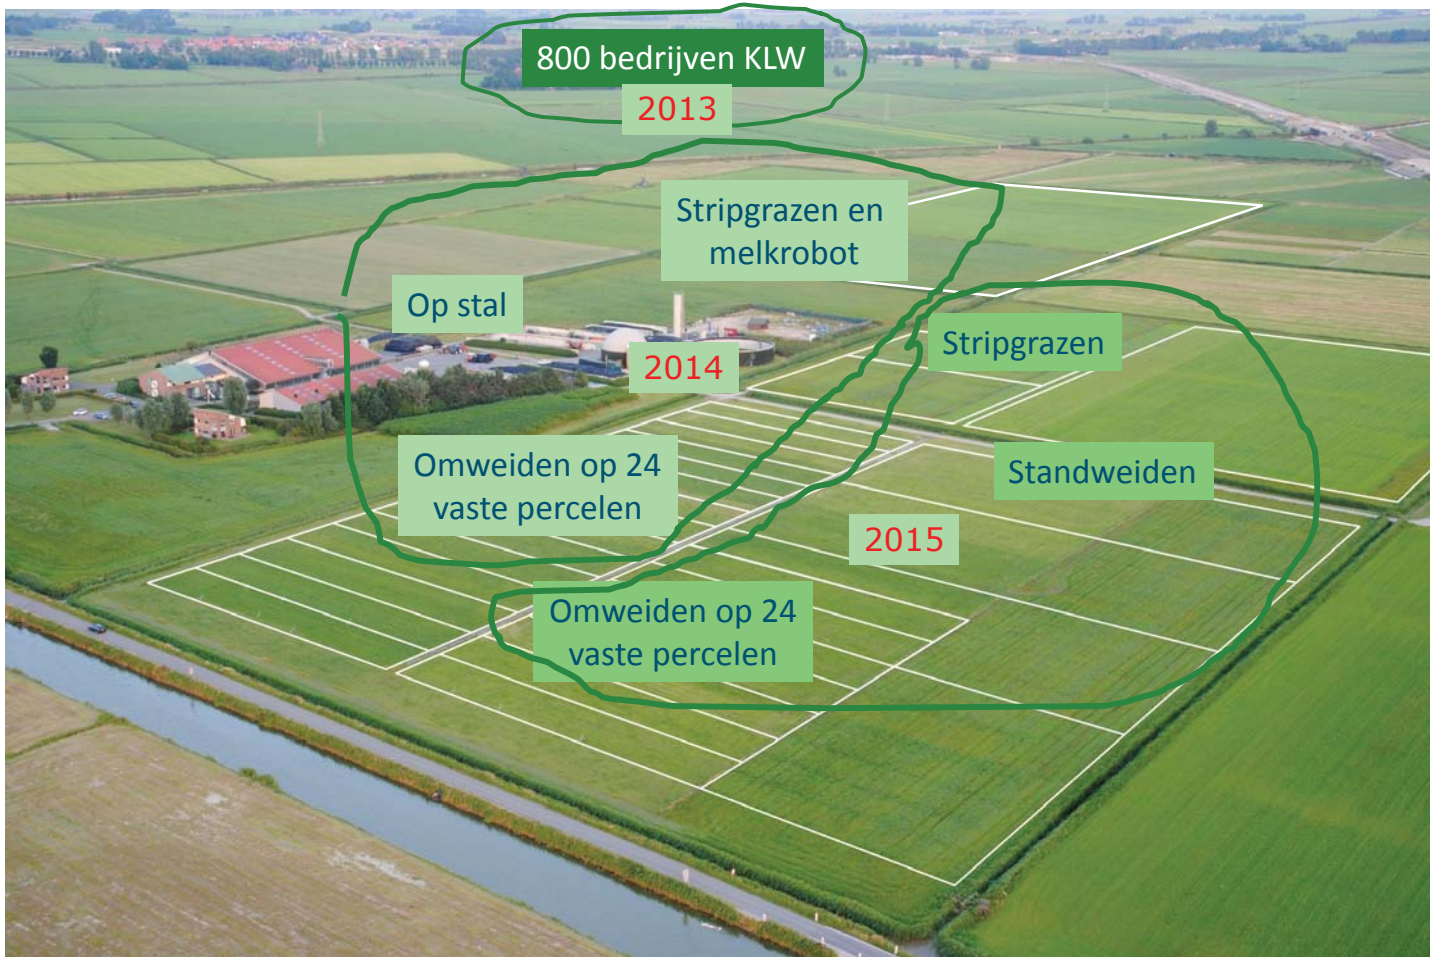 800 bedrijven KLW
2013
Stripgrazen en
melkrobot
Op stal
Stripgrazen
2014
Omweiden op 24
vaste percelen
Standweiden
2015
Omweiden op 24
vaste percelen